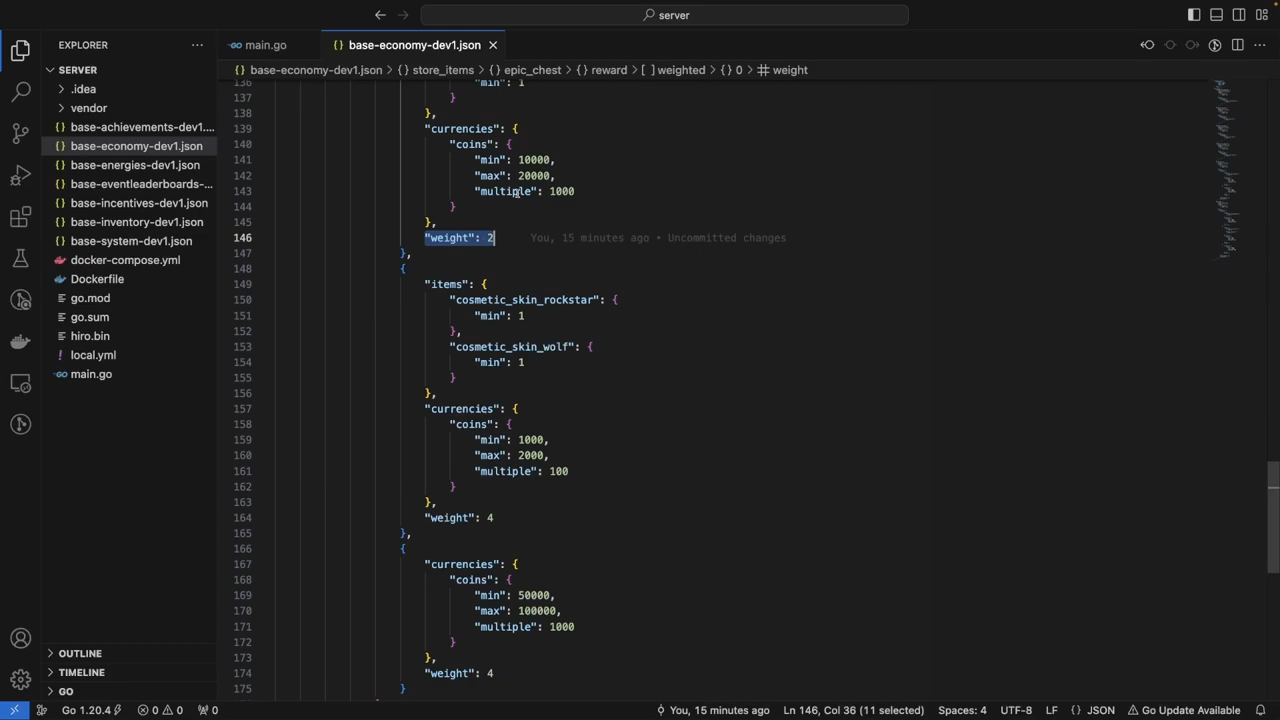 server
EXPLORER
main.go
base-economy-dev1.json
base-economy-dev1.json > store_items > epic_chest > reward > weighted > 0 > weight
SERVER
.idea
vendor
base-achievements-dev1....
base-economy-dev1.json
base-energies-dev1.json
base-eventleaderboards-...
base-incentives-dev1.json
base-inventory-dev1.json
base-system-dev1.json
docker-compose.yml
Dockerfile
go.mod
go.sum
hiro.bin
local.yml
main.go
OUTLINE
TIMELINE
GO
136 "min": 1
137 }
138 },
139 "currencies": {
140 "coins": {
141 "min": 10000,
142 "max": 20000,
143 "multiple": 1000
144 }
145 },
146 "weight": 2 You, 15 minutes ago • Uncommitted changes
147 },
148 {
149 "items": {
150 "cosmetic_skin_rockstar": {
151 "min": 1
152 },
153 "cosmetic_skin_wolf": {
154 "min": 1
155 }
156 },
157 "currencies": {
158 "coins": {
159 "min": 1000,
160 "max": 2000,
161 "multiple": 100
162 }
163 },
164 "weight": 4
165 },
166 {
167 "currencies": {
168 "coins": {
169 "min": 50000,
170 "max": 100000,
171 "multiple": 1000
172 }
173 },
174 "weight": 4
175 }
Go 1.20.4 0 0 0 You, 15 minutes ago Ln 146, Col 36 (11 selected) Spaces: 4 UTF-8 LF {} JSON Go Update Available